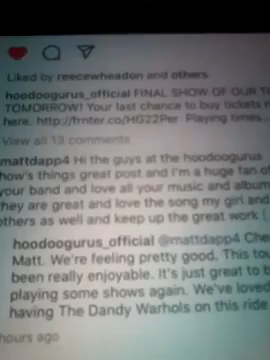 Liked by reecewheadon and others
hoodoogurus_official FINAL SHOW OF OUR
TOMORROW! Your last chance to buy tickets
here. http://frnter.co/HG22Per Playing times...
View all 13 comments
mattdapp4 Hi the guys at the hoodoogurus
how's things great post and I'm a huge fan of
your band and love all your music and album
they are great and love the song my girl and
others as well and keep up the great work
hoodoogurus_official @mattdapp4
Matt. We're feeling pretty good. This
been really enjoyable. It's just great to
playing some shows again. We've loved
having The Dandy Warhols on this ride
hours ago